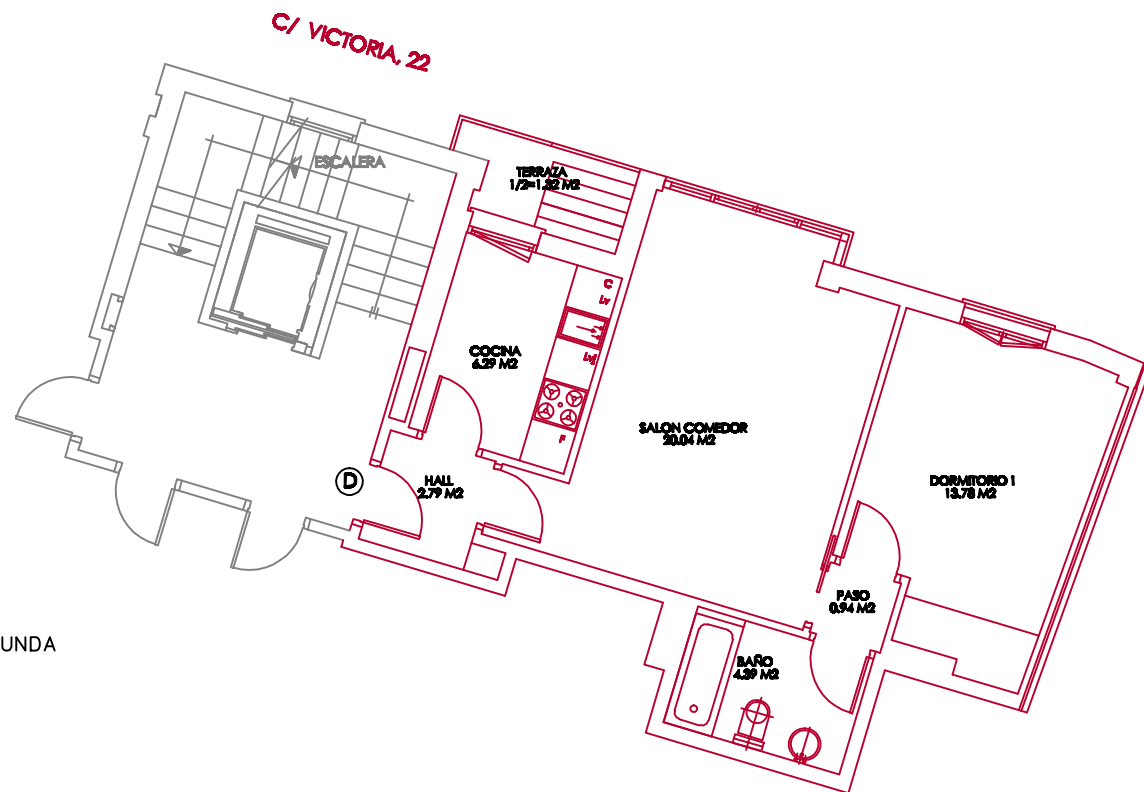 C/ VICTORIA, 22
ESCALERA
TERRAZA
1/2=1.32 M2
C
LV
COCINA
6.29 M2
LVJ
F
SALON COMEDOR
20.04 M2
D
HALL
2.79 M2
DORMITORIO 1
13.78 M2
PASO
0.94 M2
UNDA
BAÑO
4.39 M2